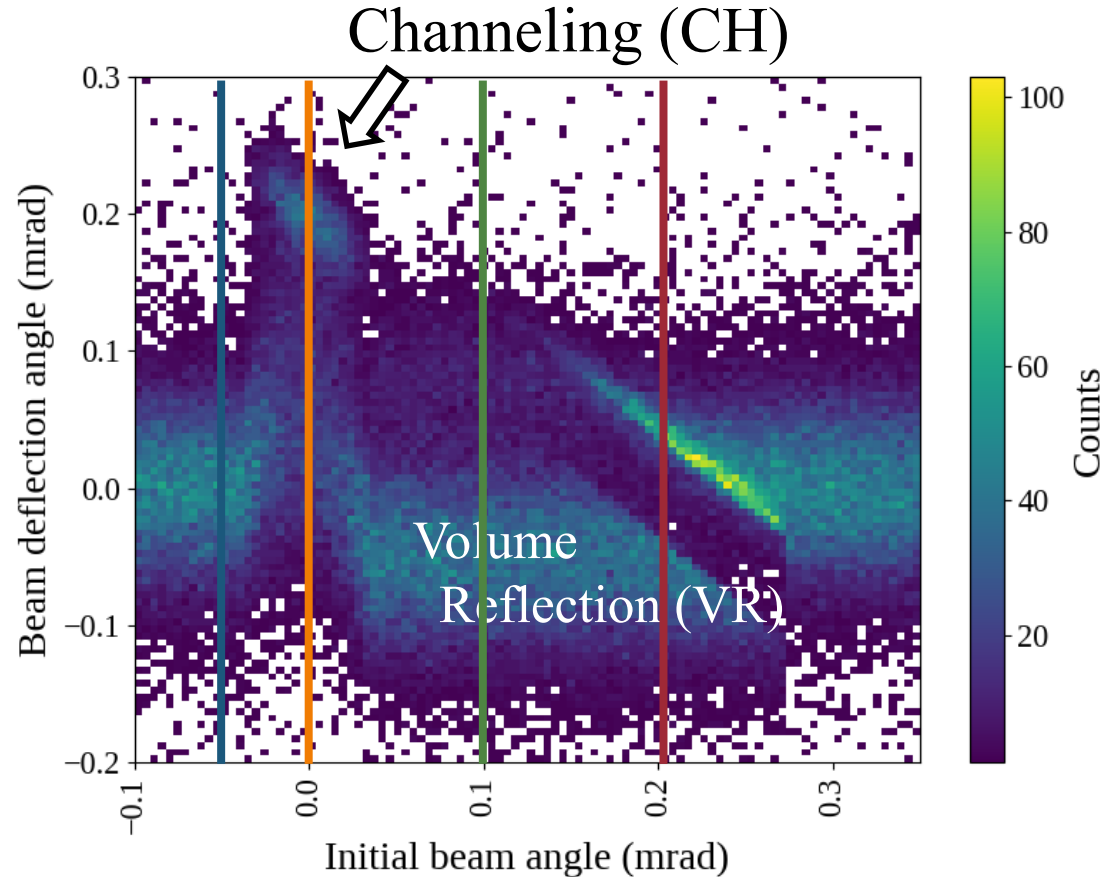 Channeling (CH)
0.3
0.2
0.1
0.0
−0.1
−0.2
Beam deflection angle (mrad)
Volume
Reflection (VR)
−0.1
0.0
0.1
0.2
0.3
Initial beam angle (mrad)
100
80
60
40
20
Counts